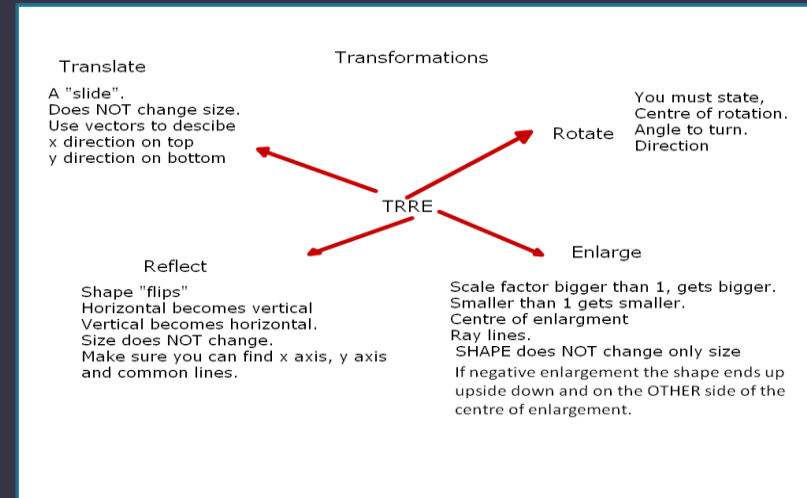 Transformations
Translate
A "slide".
Does NOT change size.
Use vectors to descibe
x direction on top
y direction on bottom
Rotate
You must state,
Centre of rotation.
Angle to turn.
Direction
TRRE
Reflect
Shape "flips"
Horizontal becomes vertical
Vertical becomes horizontal.
Size does NOT change.
Make sure you can find x axis, y axis
and common lines.
Enlarge
Scale factor bigger than 1, gets bigger.
Smaller than 1 gets smaller.
Centre of enlargment
Ray lines.
SHAPE does NOT change only size
If negative enlargement the shape ends up
upside down and on the OTHER side of the
centre of enlargement.